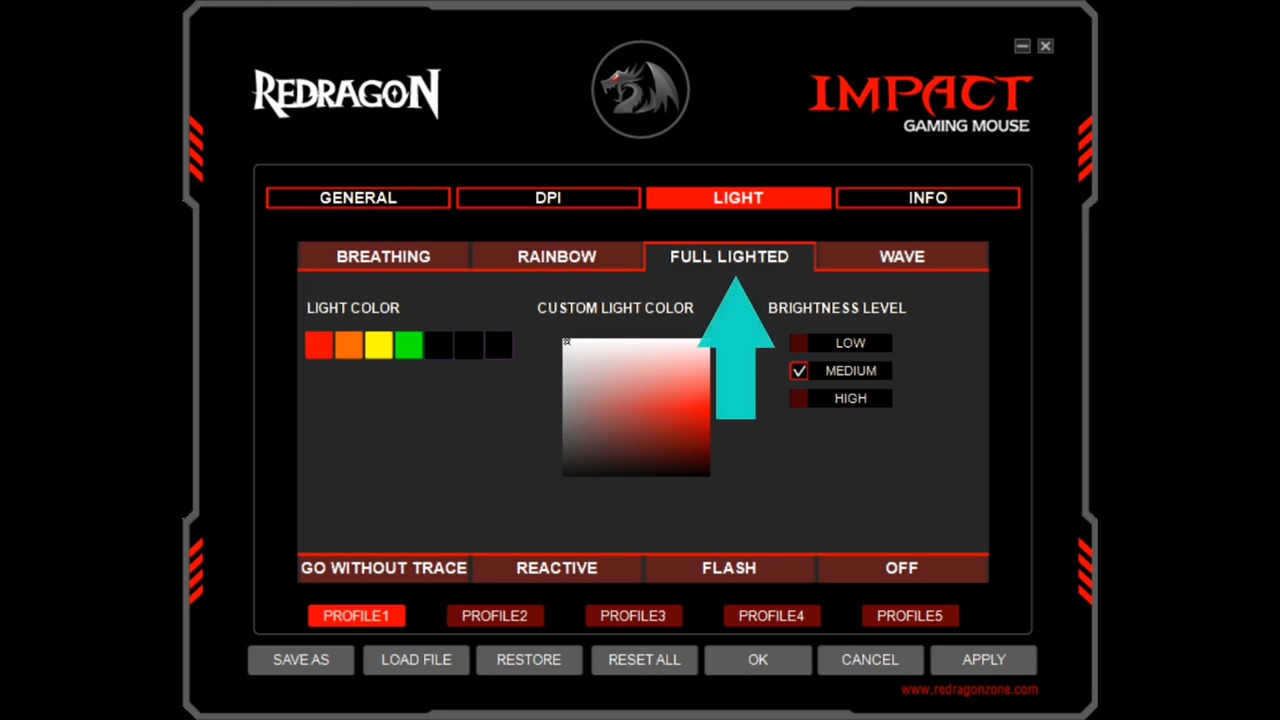 REDRAGON
IMPACT
GAMING MOUSE
GENERAL DPI LIGHT INFO
BREATHING RAINBOW FULL LIGHTED WAVE
LIGHT COLOR CUSTOM LIGHT COLOR BRIGHTNESS LEVEL
LOW
MEDIUM
HIGH
GO WITHOUT TRACE REACTIVE FLASH OFF
PROFILE1 PROFILE2 PROFILE3 PROFILE4 PROFILE5
SAVE AS LOAD FILE RESTORE RESET ALL OK CANCEL APPLY
www.redragonzone.com